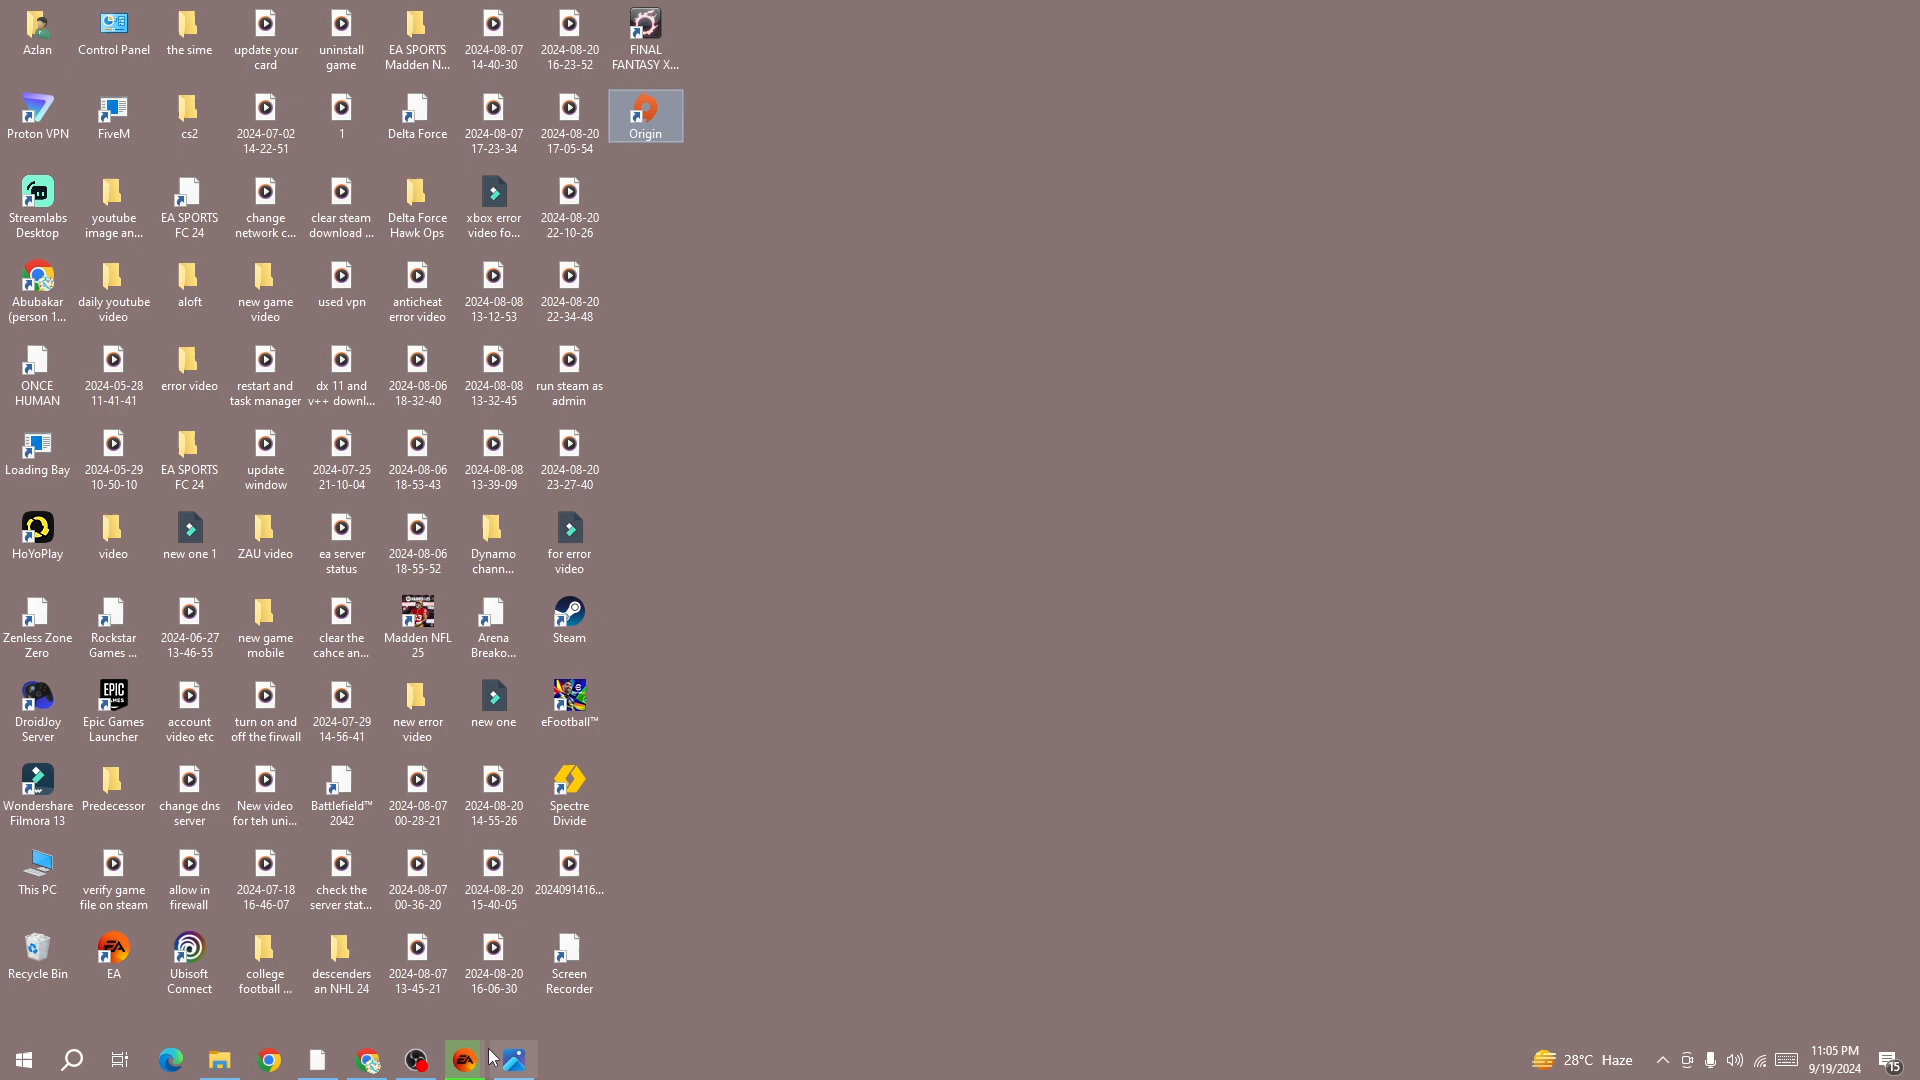 Azlan
Control Panel
the sime
update your
card
uninstall
game
EA SPORTS
Madden N...
2024-08-07
14-40-30
2024-08-20
16-23-52
FINAL
FANTASY X...
Proton VPN
FiveM
cs2
2024-07-02
14-22-51
1
Delta Force
2024-08-07
17-23-34
2024-08-20
17-05-54
Origin
Streamlabs
Desktop
youtube
image an...
EA SPORTS
FC 24
change
network c...
clear steam
download ...
Delta Force
Hawk Ops
xbox error
video fo...
2024-08-20
22-10-26
Abubakar
(person 1...
daily youtube
video
aloft
new game
video
used vpn
anticheat
error video
2024-08-08
13-12-53
2024-08-20
22-34-48
ONCE
HUMAN
2024-05-28
11-41-41
error video
restart and
task manager
dx 11 and
v++ downl...
2024-08-06
18-32-40
2024-08-08
13-32-45
run steam as
admin
Loading Bay
2024-05-29
10-50-10
EA SPORTS
FC 24
update
window
2024-07-25
21-10-04
2024-08-06
18-53-43
2024-08-08
13-39-09
2024-08-20
23-27-40
HoYoPlay
video
new one 1
ZAU video
ea server
status
2024-08-06
18-55-52
Dynamo
chann...
for error
video
Zenless Zone
Zero
Rockstar
Games ...
2024-06-27
13-46-55
new game
mobile
clear the
cahce an...
Madden NFL
25
Arena
Breako...
Steam
DroidJoy
Server
EPIC
GAMES
Epic Games
Launcher
account
video etc
turn on and
off the firwall
2024-07-29
14-56-41
new error
video
new one
eFootball™
Wondershare
Filmora 13
Predecessor
change dns
server
New video
for teh uni...
Battlefield™
2042
2024-08-07
00-28-21
2024-08-20
14-55-26
Spectre
Divide
This PC
verify game
file on steam
allow in
firewall
2024-07-18
16-46-07
check the
server stat...
2024-08-07
00-36-20
2024-08-20
15-40-05
2024091416...
Recycle Bin
EA
EA
Ubisoft
Connect
college
football ...
descenders
an NHL 24
2024-08-07
13-45-21
2024-08-20
16-06-30
Screen
Recorder
EA
28°C Haze
11:05 PM
9/19/2024
15